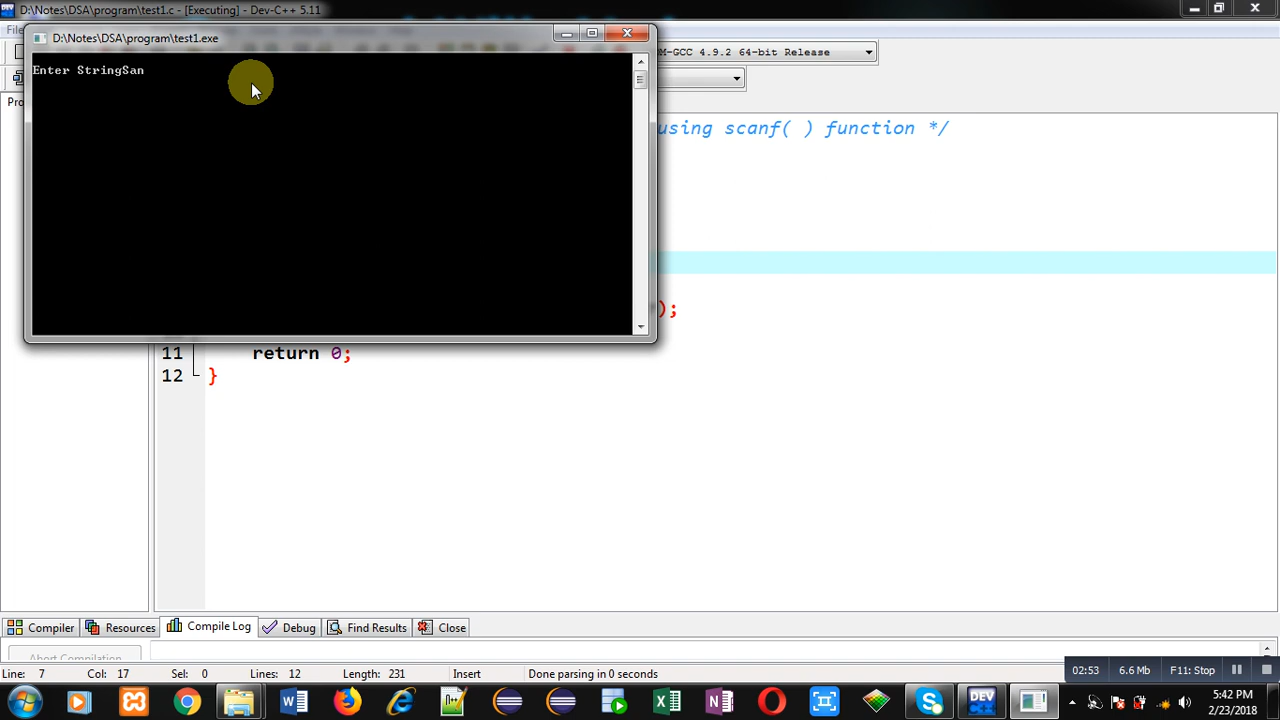 D:\Notes\DSA\program\test1.c - [Executing] - Dev-C++ 5.11
D:\Notes\DSA\program\test1.exe
M-GCC 4.9.2 64-bit Release
Enter StringSan
using scanf( ) function */
);
11 return 0;
12 }
Compiler Resources Compile Log Debug Find Results Close
Abort Compilation
Line: 7 Col: 17 Sel: 0 Lines: 12 Length: 231 Insert Done parsing in 0 seconds
02:53 6.6 Mb F11: Stop
DEV C++
5:42 PM
2/23/2018